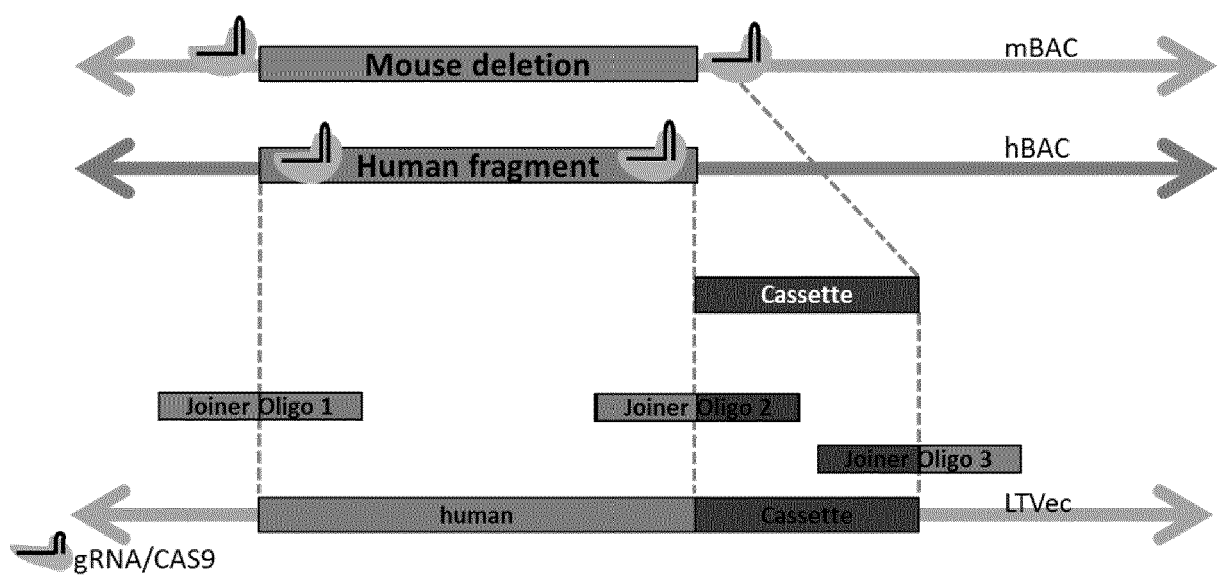 Mouse deletion
mBAC
Human fragment
hBAC
Cassette
Joiner Oligo 1
Joiner Oligo 2
Joiner Oligo 3
human
Cassette
LTVec
gRNA/CAS9